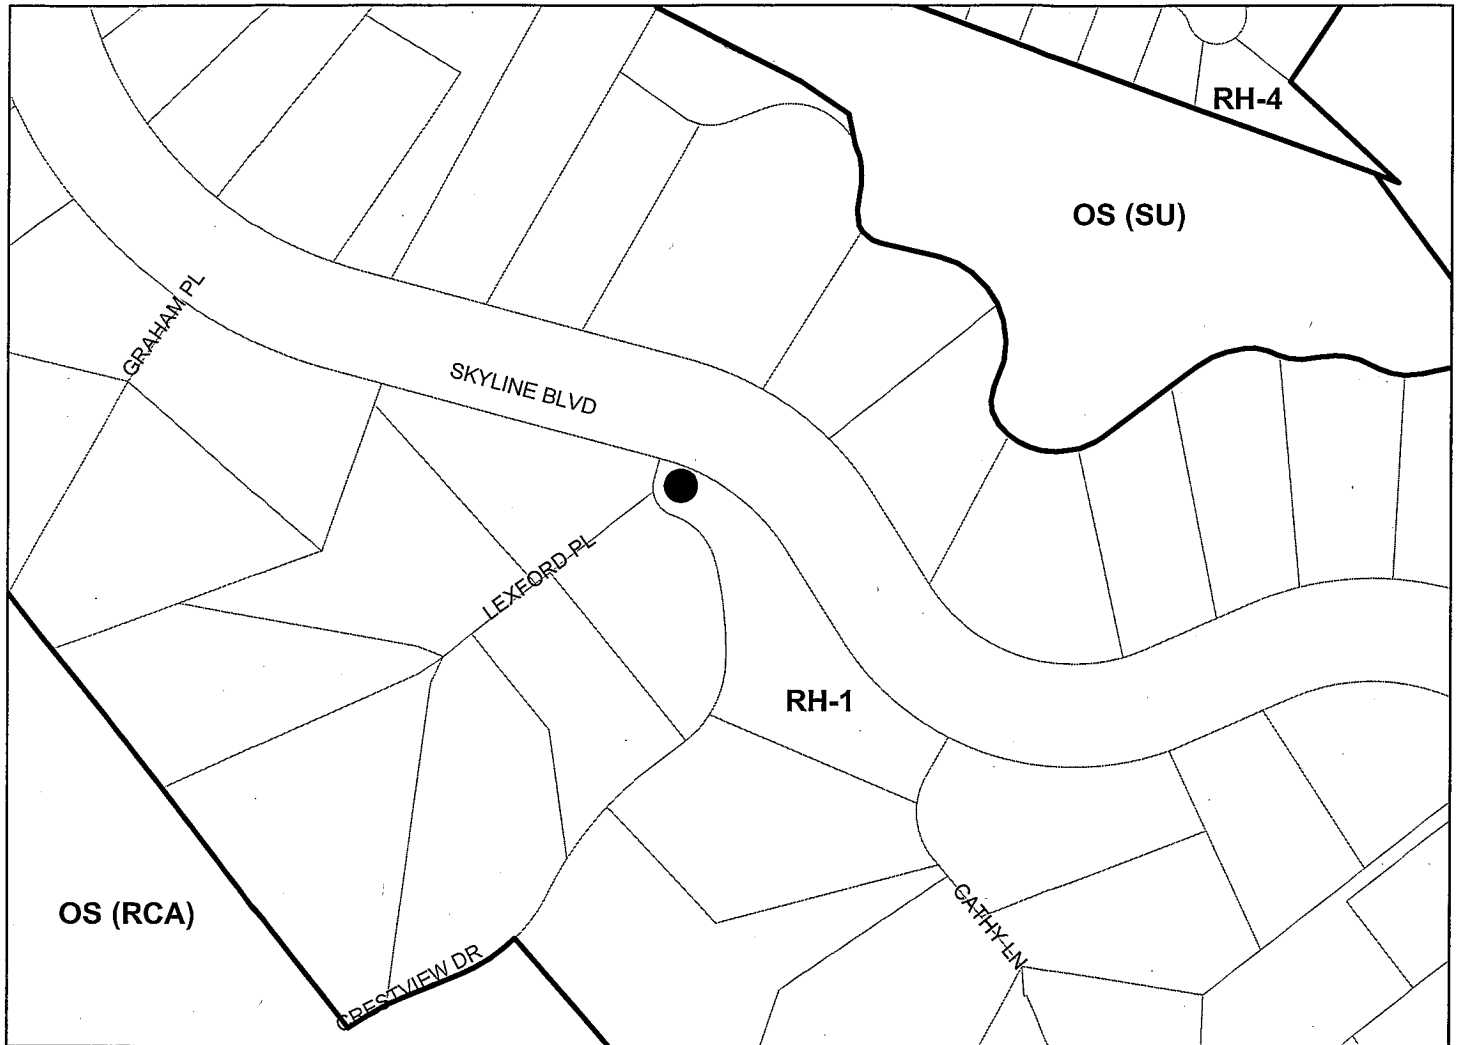 RH-4
OS (SU)
GRAHAM PL
SKYLINE BLVD
LEXFORD PL
RH-1
CATHY LN
OS (RCA)
CRESTVIEW DR